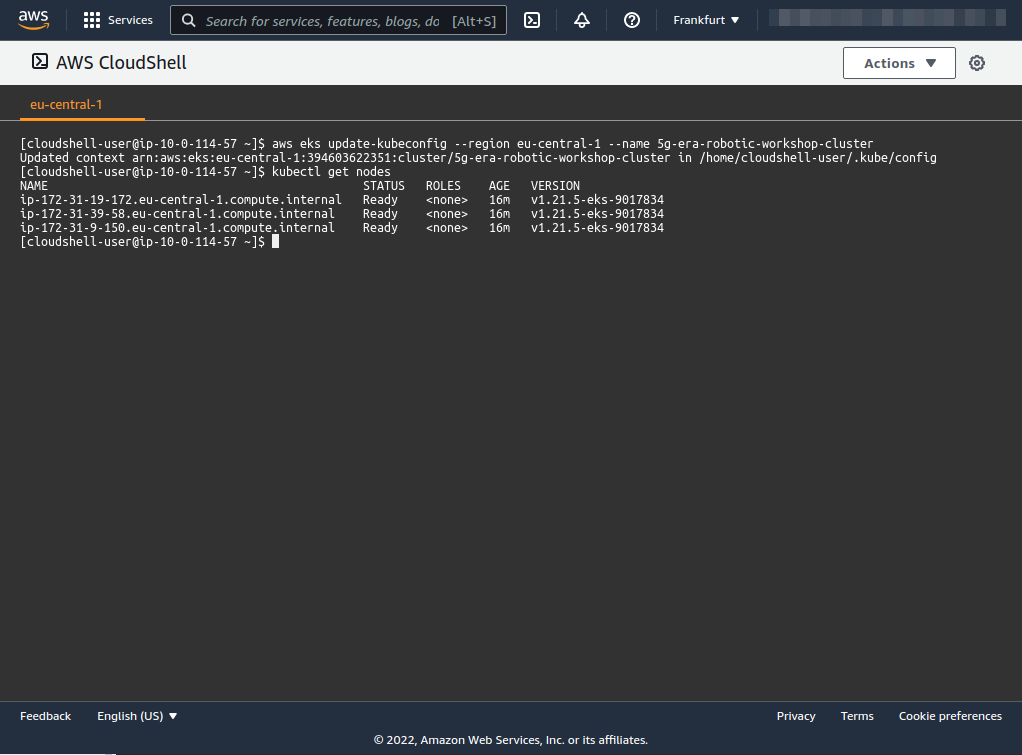 aws Services Search for services, features, blogs, do [Alt+S] Frankfurt
AWS CloudShell Actions
eu-central-1
[cloudshell-user@ip-10-0-114-57 ~]$ aws eks update-kubeconfig --region eu-central-1 --name 5g-era-robotic-workshop-cluster
Updated context arn:aws:eks:eu-central-1:394603622351:cluster/5g-era-robotic-workshop-cluster in /home/cloudshell-user/.kube/config
[cloudshell-user@ip-10-0-114-57 ~]$ kubectl get nodes
NAME STATUS ROLES AGE VERSION
ip-172-31-19-172.eu-central-1.compute.internal Ready <none> 16m v1.21.5-eks-9017834
ip-172-31-39-58.eu-central-1.compute.internal Ready <none> 16m v1.21.5-eks-9017834
ip-172-31-9-150.eu-central-1.compute.internal Ready <none> 16m v1.21.5-eks-9017834
[cloudshell-user@ip-10-0-114-57 ~]$
Feedback English (US) Privacy Terms Cookie preferences
© 2022, Amazon Web Services, Inc. or its affiliates.